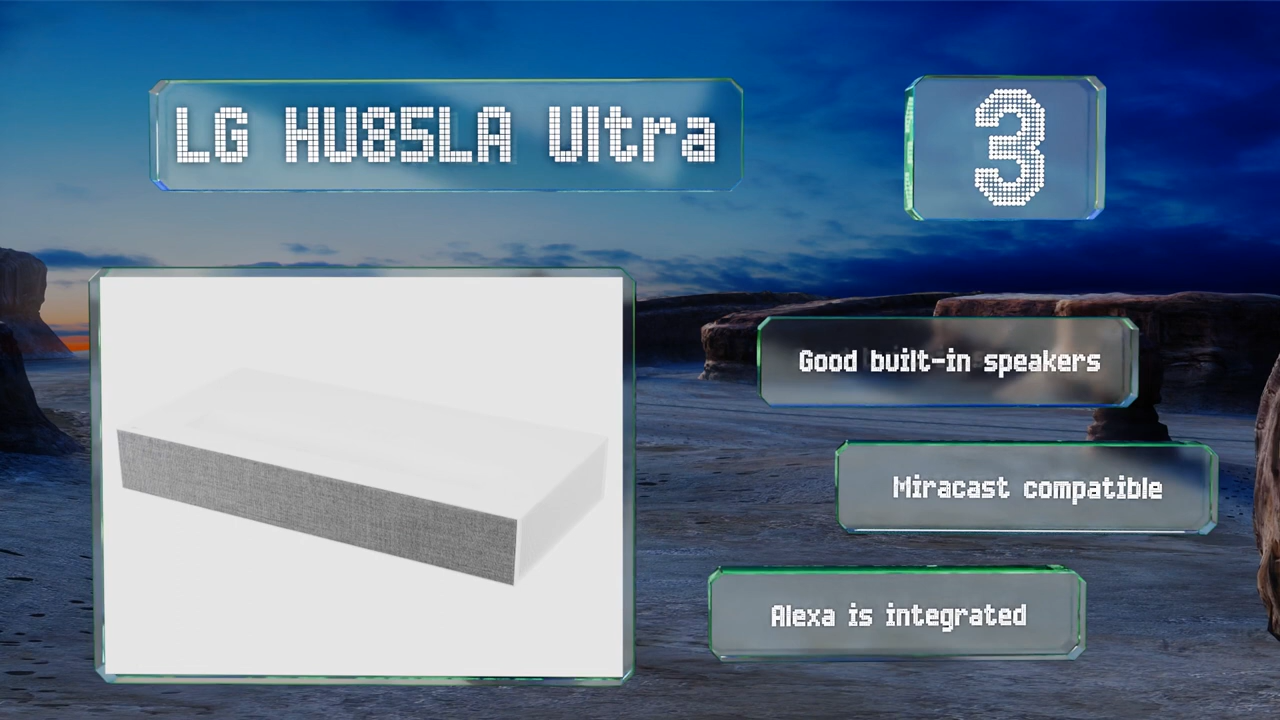 LG HU85LA Ultra
3
Good built-in speakers
Miracast compatible
Alexa is integrated